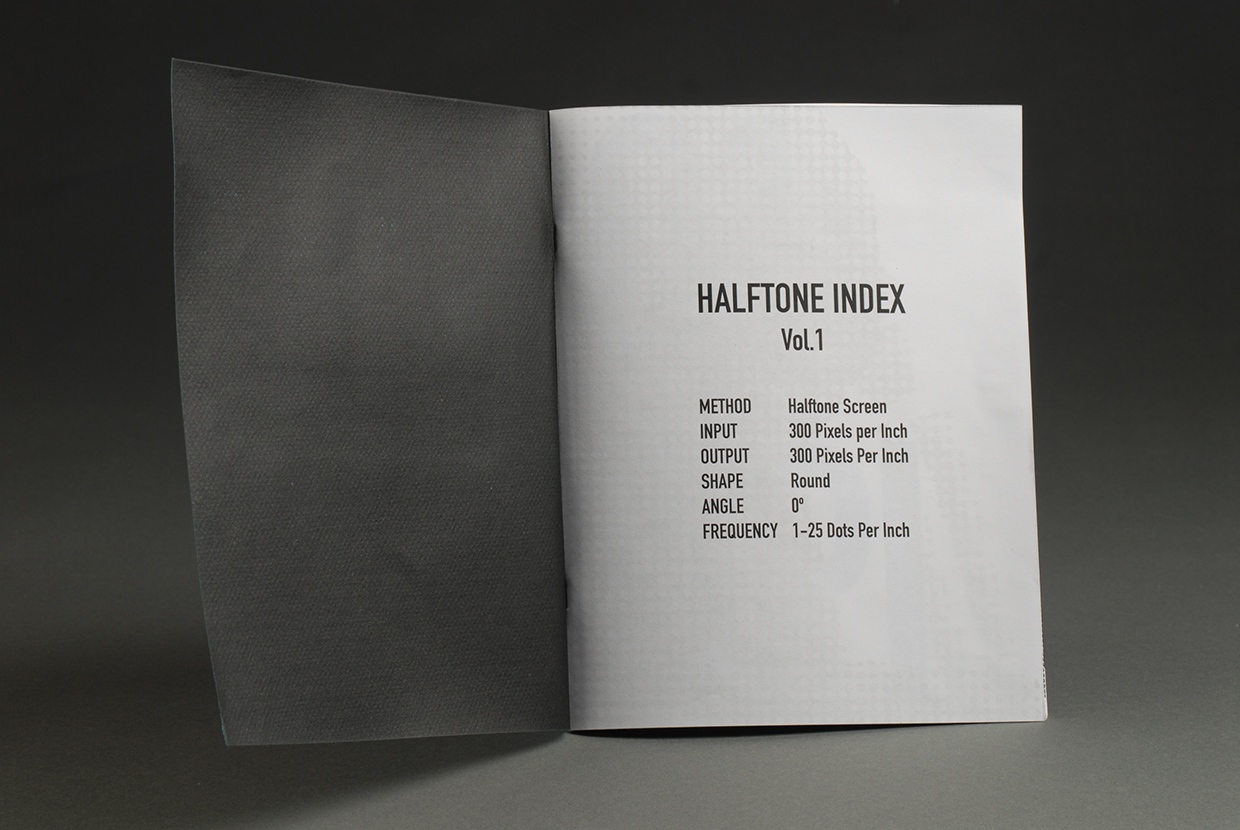 HALFTONE INDEX
Vol.1
METHOD Halftone Screen
INPUT 300 Pixels per Inch
OUTPUT 300 Pixels Per Inch
SHAPE Round
ANGLE 0º
FREQUENCY 1-25 Dots Per Inch